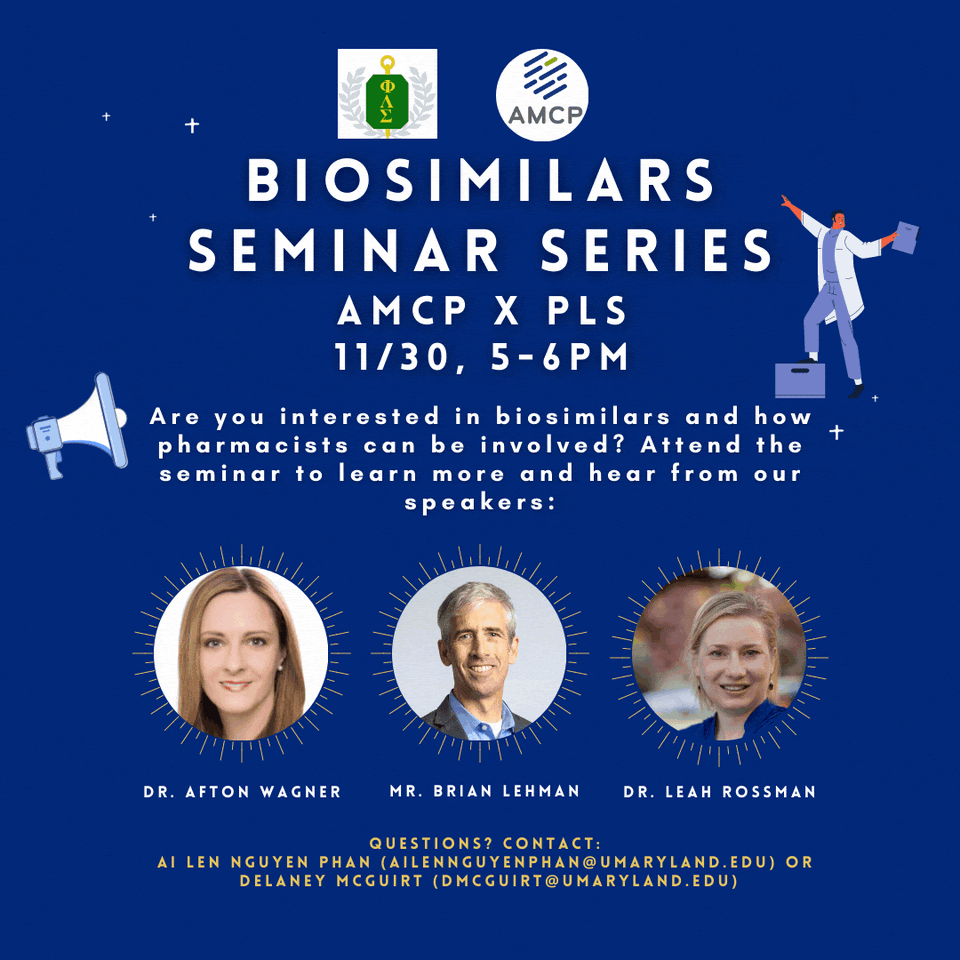 Φ
Λ
Σ
AMCP
BIOSIMILARS
SEMINAR SERIES
AMCP X PLS
11/30, 5-6PM
Are you interested in biosimilars and how
pharmacists can be involved? Attend the
seminar to learn more and hear from our
speakers:
DR. AFTON WAGNER
MR. BRIAN LEHMAN
DR. LEAH ROSSMAN
QUESTIONS? CONTACT:
AI LEN NGUYEN PHAN (AILENNGUYENPHAN@UMARYLAND.EDU) OR
DELANEY MCGUIRT (DMCGUIRT@UMARYLAND.EDU)